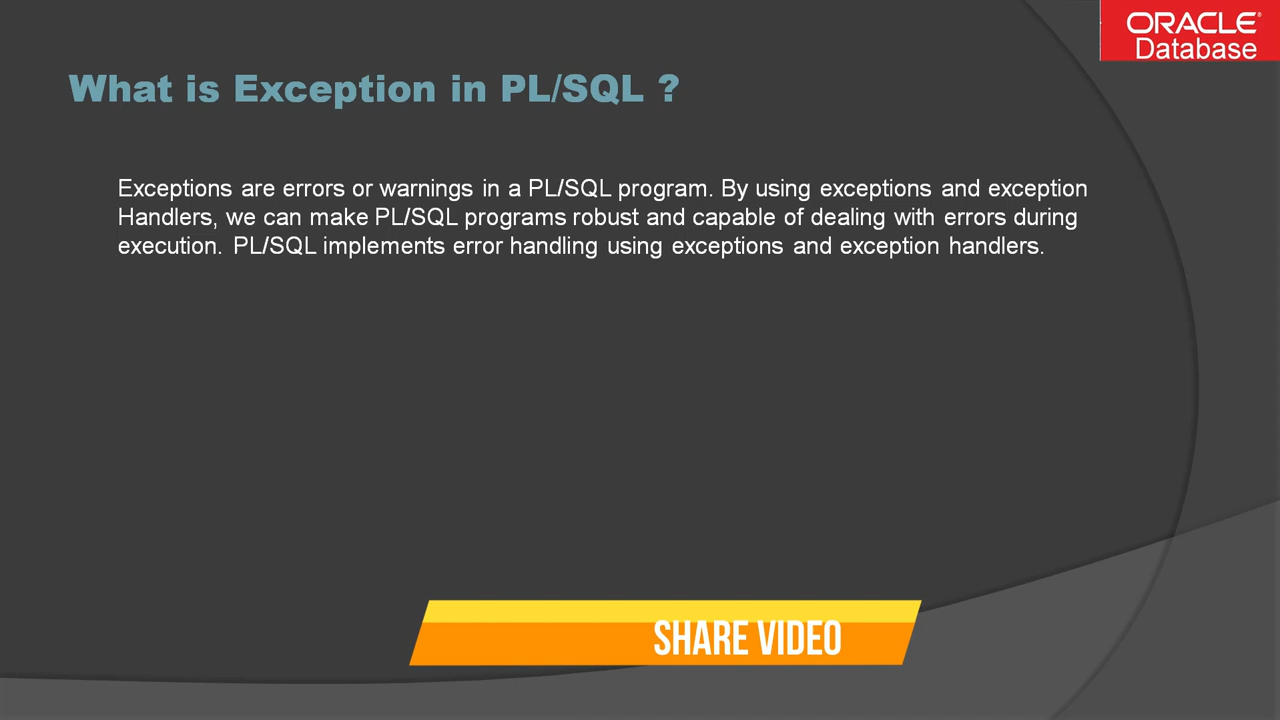 ORACLE
Database
What is Exception in PL/SQL ?
Exceptions are errors or warnings in a PL/SQL program. By using exceptions and exception
Handlers, we can make PL/SQL programs robust and capable of dealing with errors during
execution. PL/SQL implements error handling using exceptions and exception handlers.
SHARE VIDEO